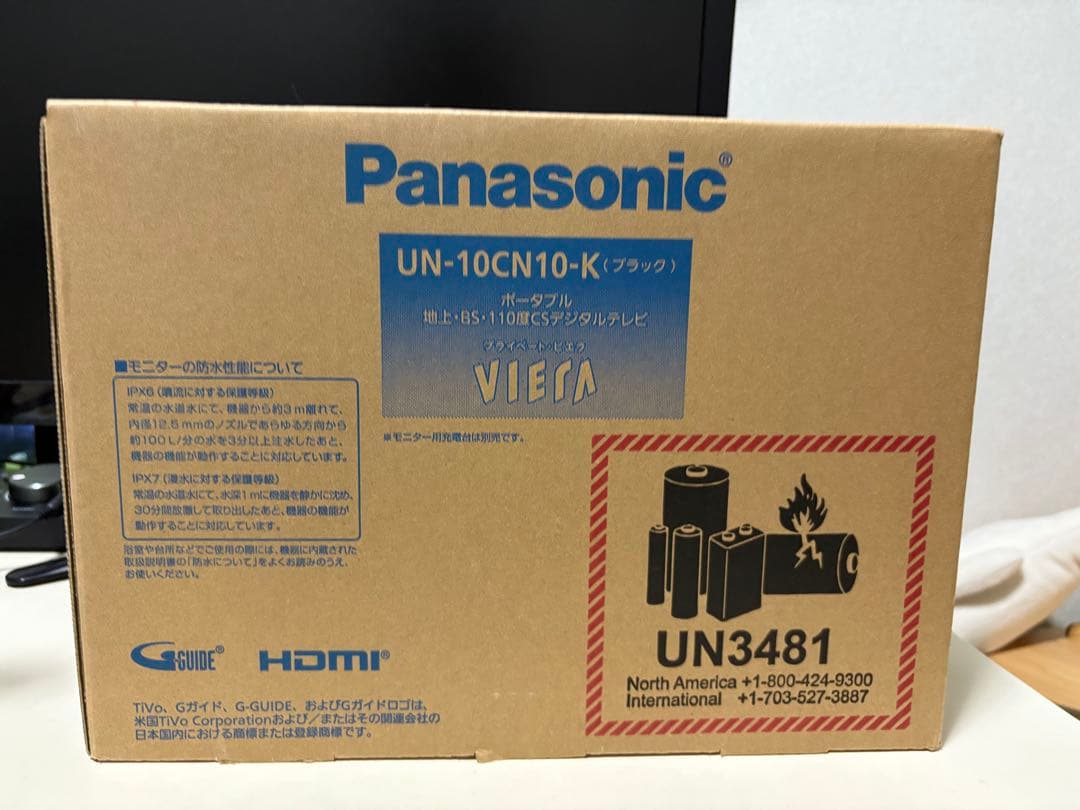 Panasonic®
UN-10CN10-K(ブラック)
ポータブル
地上・BS・110度CSデジタルテレビ
プライベート・ビエラ
VIERA
※モニター用充電台は別売です。
■モニターの防水性能について
IPX6(噴流に対する保護等級)
常温の水道水にて、機器から約3m離れて、
内径12.5mmのノズルであらゆる方向から
約100L/分の水を3分以上注水したあと、
機器の機能が動作することに対応しています。
IPX7(浸水に対する保護等級)
常温の水道水にて、水深1mに機器を静かに沈め、
30分間放置して取り出したあと、機器の機能が
動作することに対応しています。
浴室や台所などでご使用の際には、機器に内蔵された
取扱説明書の「防水について」をよくお読みのうえ、
お使いください。
G-GUIDE® HDMI®
TiVo、Gガイド、G-GUIDE、およびGガイドロゴは、
米国TiVo Corporationおよび/またはその関連会社の
日本国内における商標または登録商標です。
UN3481
North America +1-800-424-9300
International +1-703-527-3887